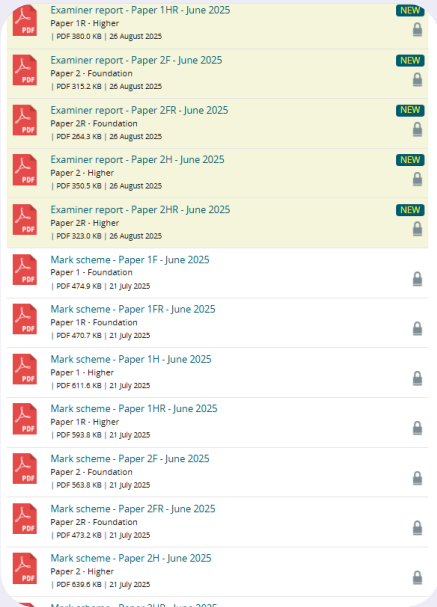 Examiner report - Paper 1HR - June 2025
NEW
Paper 1R - Higher
| PDF 380.0 KB | 26 August 2025
PDF
Examiner report - Paper 2F - June 2025
NEW
Paper 2 - Foundation
| PDF 315.2 KB | 26 August 2025
PDF
Examiner report - Paper 2FR - June 2025
NEW
Paper 2R - Foundation
| PDF 264.3 KB | 26 August 2025
PDF
Examiner report - Paper 2H - June 2025
NEW
Paper 2 - Higher
| PDF 350.5 KB | 26 August 2025
PDF
Examiner report - Paper 2HR - June 2025
NEW
Paper 2R - Higher
| PDF 323.0 KB | 26 August 2025
PDF
Mark scheme - Paper 1F - June 2025
Paper 1 - Foundation
| PDF 474.9 KB | 21 July 2025
PDF
Mark scheme - Paper 1FR - June 2025
Paper 1R - Foundation
| PDF 470.7 KB | 21 July 2025
PDF
Mark scheme - Paper 1H - June 2025
Paper 1 - Higher
| PDF 611.6 KB | 21 July 2025
PDF
Mark scheme - Paper 1HR - June 2025
Paper 1R - Higher
| PDF 593.8 KB | 21 July 2025
PDF
Mark scheme - Paper 2F - June 2025
Paper 2 - Foundation
| PDF 563.8 KB | 21 July 2025
PDF
Mark scheme - Paper 2FR - June 2025
Paper 2R - Foundation
| PDF 473.2 KB | 21 July 2025
PDF
Mark scheme - Paper 2H - June 2025
Paper 2 - Higher
| PDF 639.6 KB | 21 July 2025
PDF
Mark scheme - Paper 2HR - June 2025